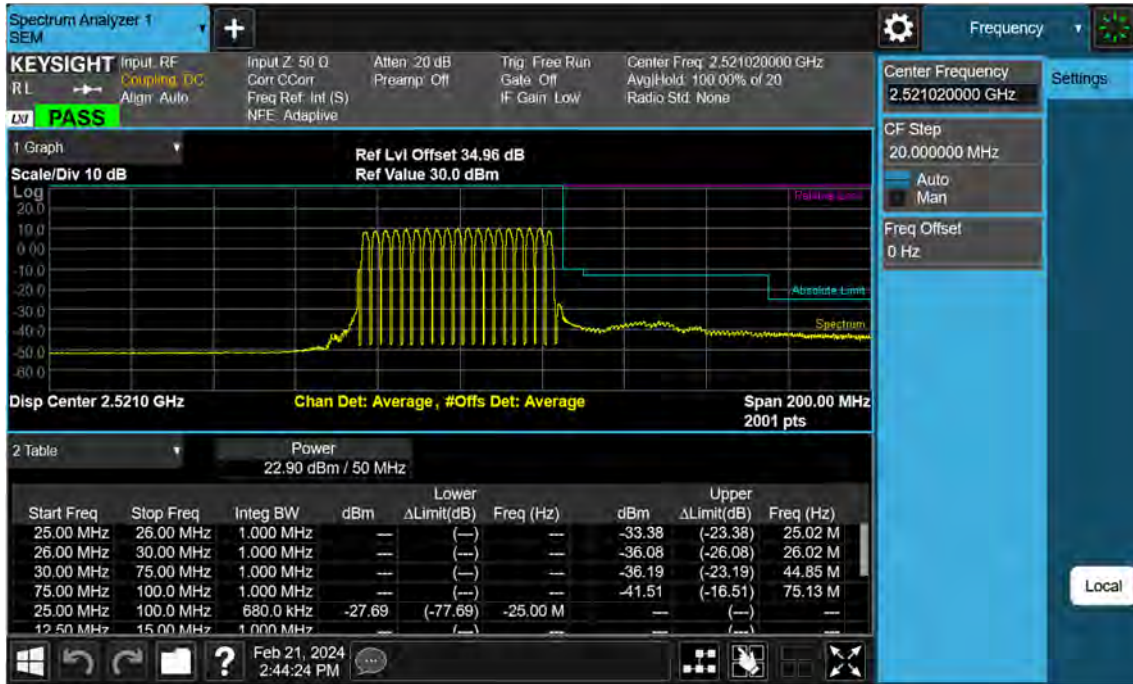 Spectrum Analyzer 1
SEM
+
Frequency
KEYSIGHT
RL
LXI
PASS
Input: RF
Coupling: DC
Align: Auto
Input Z: 50 Ω
Corr CCorr
Freq Ref: Int (S)
NFE: Adaptive
Atten: 20 dB
Preamp: Off
Trig: Free Run
Gate: Off
IF Gain: Low
Center Freq: 2.521020000 GHz
Avg|Hold: 100.00% of 20
Radio Std: None
Center Frequency
2.521020000 GHz
Settings
CF Step
20.000000 MHz
Auto
Man
Freq Offset
0 Hz
1 Graph
Scale/Div 10 dB
Ref Lvl Offset 34.96 dB
Ref Value 30.0 dBm
Log
20.0
10.0
0.00
-10.0
-20.0
-30.0
-40.0
-50.0
-60.0
Relative Limit
Absolute Limit
Spectrum
Disp Center 2.5210 GHz
Chan Det: Average, #Offs Det: Average
Span 200.00 MHz
2001 pts
2 Table
Power
22.90 dBm / 50 MHz
Lower Upper
Start Freq Stop Freq Integ BW dBm ΔLimit(dB) Freq (Hz) dBm ΔLimit(dB) Freq (Hz)
25.00 MHz 26.00 MHz 1.000 MHz --- (---) --- -33.38 (-23.38) 25.02 M
26.00 MHz 30.00 MHz 1.000 MHz --- (---) --- -36.08 (-26.08) 26.02 M
30.00 MHz 75.00 MHz 1.000 MHz --- (---) --- -36.19 (-23.19) 44.85 M
75.00 MHz 100.0 MHz 1.000 MHz --- (---) --- -41.51 (-16.51) 75.13 M
25.00 MHz 100.0 MHz 680.0 kHz -27.69 (-77.69) -25.00 M --- (---) ---
12.50 MHz 15.00 MHz 1.000 MHz --- (---) --- --- (---) ---
Local
?
Feb 21, 2024
2:44:24 PM